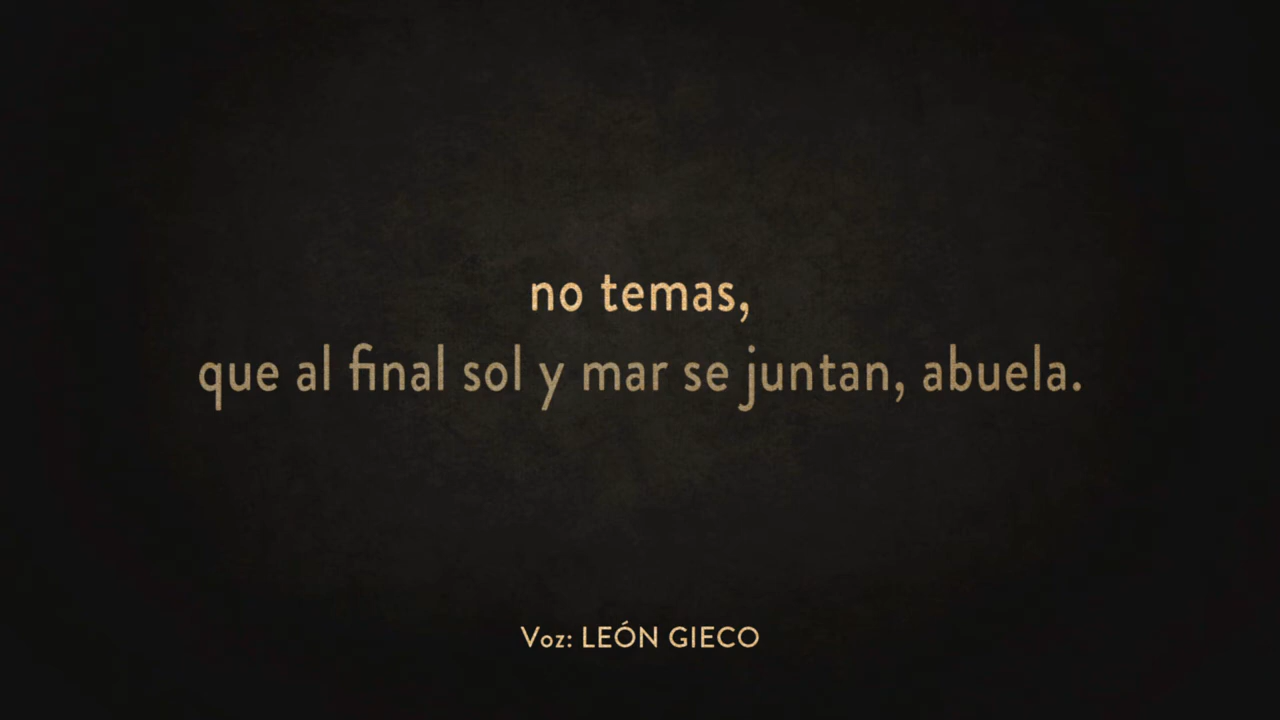 no temas,
que al final sol y mar se juntan, abuela.
Voz: LEÓN GIECO